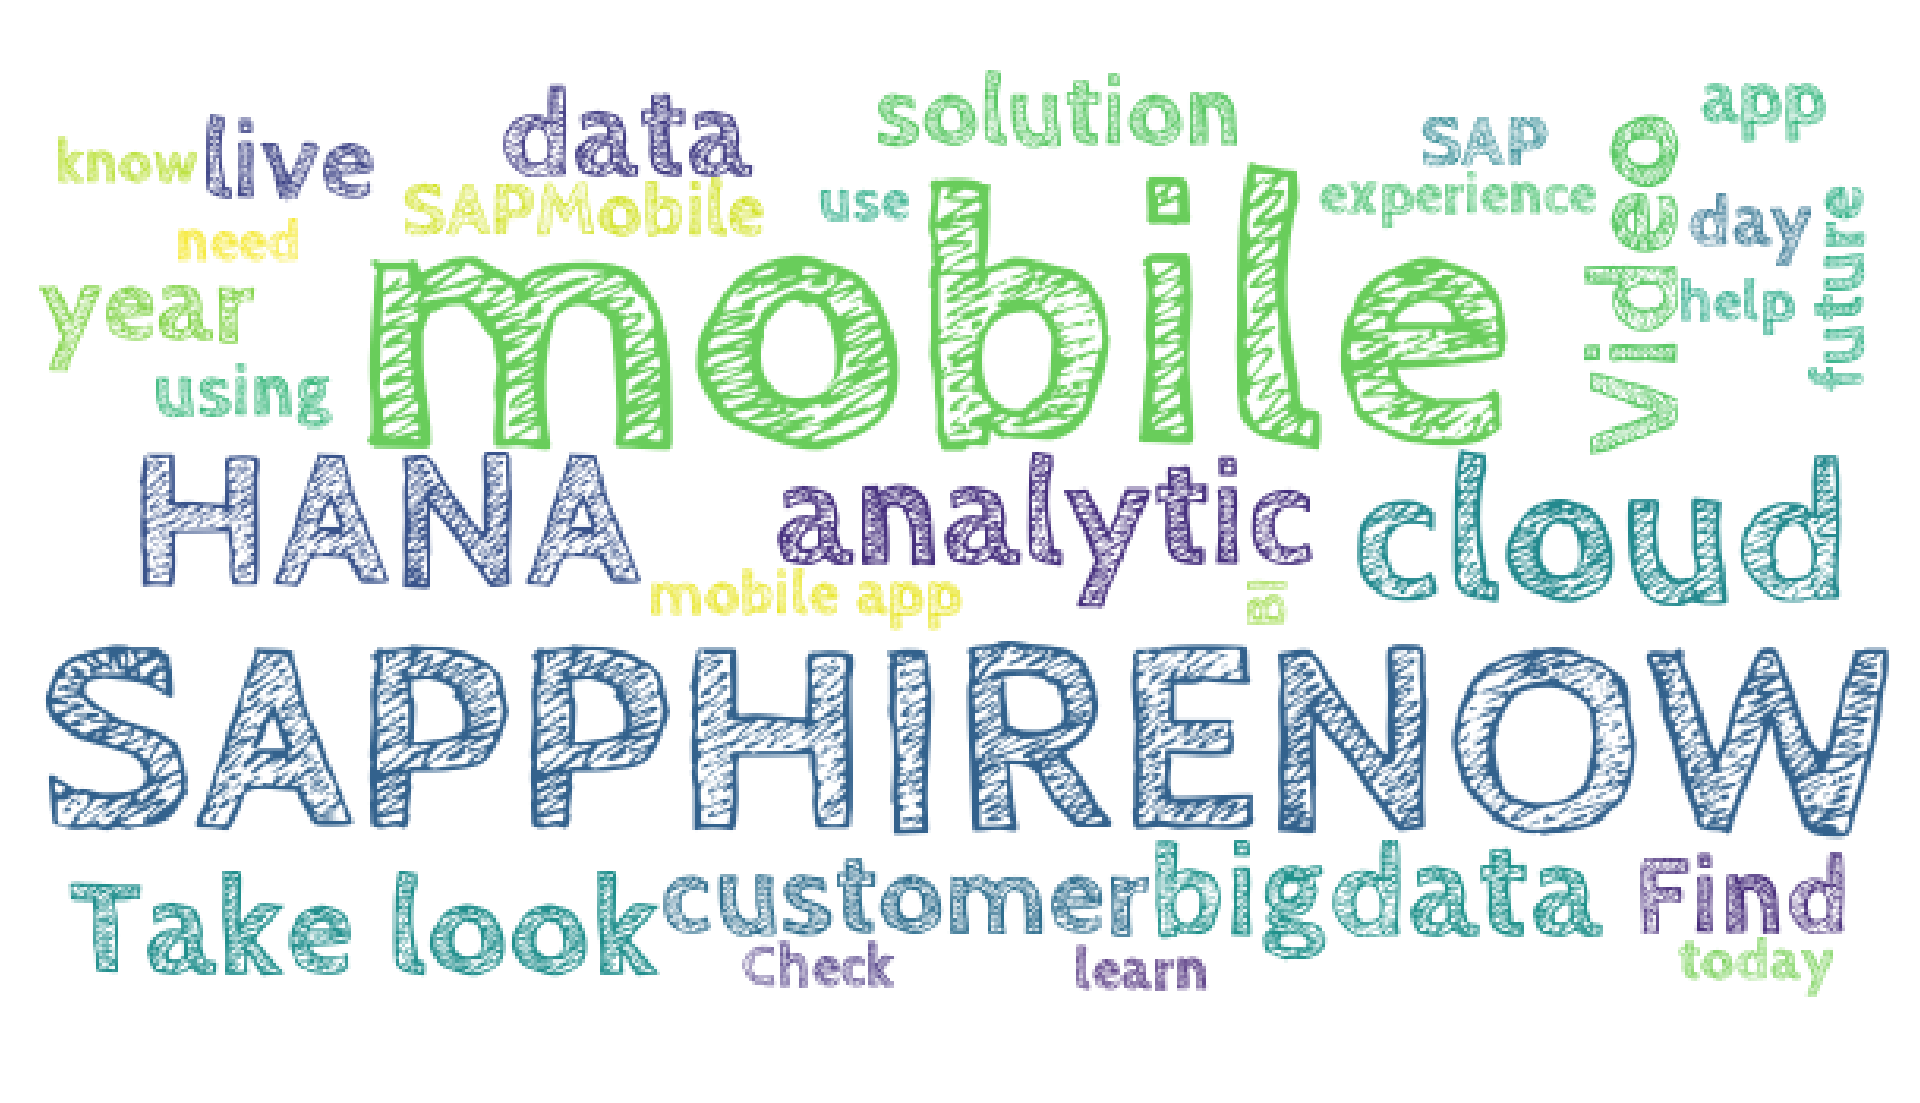 solution
app
data
SAP
live
know
video
experience
use
SAPMobile
day
future
need
mobile
help
year
using
HANA
analytic
cloud
mobile app
BI
SAPPHIRENOW
Take look
customer
bigdata
Find
Check
learn
today